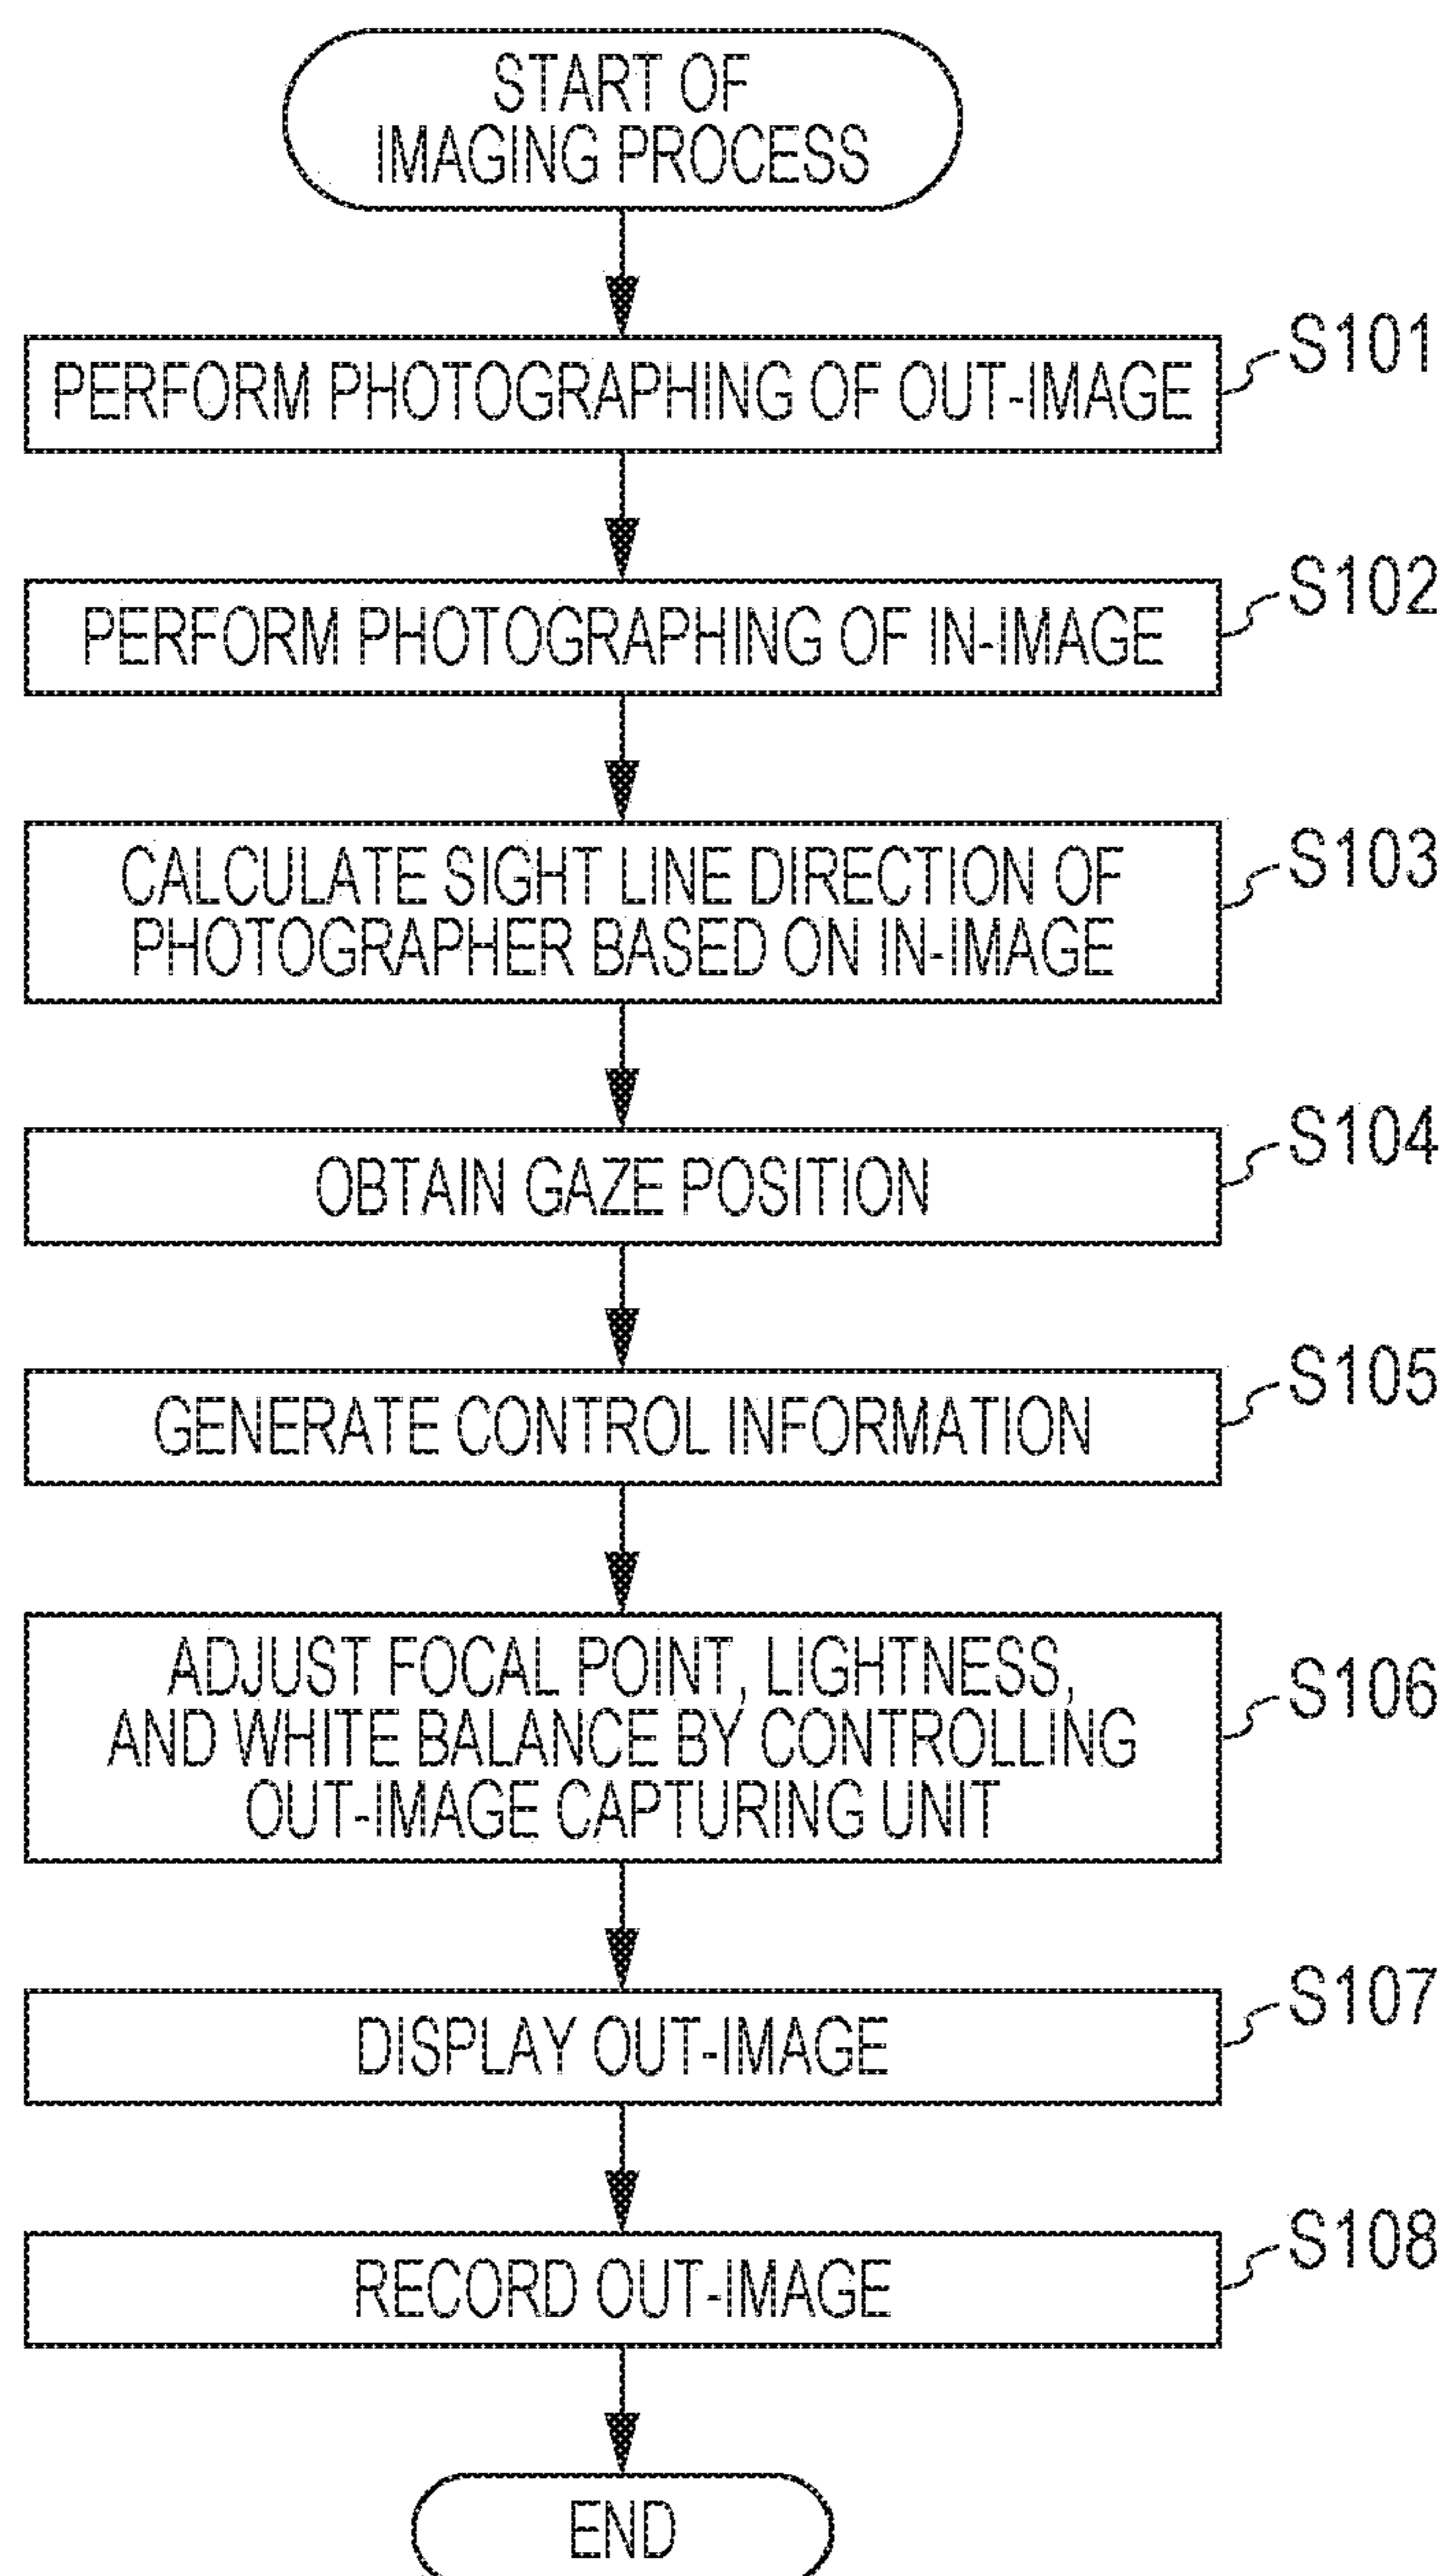 START OF
IMAGING PROCESS
S101
PERFORM PHOTOGRAPHING OF OUT-IMAGE
S102
PERFORM PHOTOGRAPHING OF IN-IMAGE
S103
CALCULATE SIGHT LINE DIRECTION OF
PHOTOGRAPHER BASED ON IN-IMAGE
S104
OBTAIN GAZE POSITION
S105
GENERATE CONTROL INFORMATION
S106
ADJUST FOCAL POINT, LIGHTNESS,
AND WHITE BALANCE BY CONTROLLING
OUT-IMAGE CAPTURING UNIT
S107
DISPLAY OUT-IMAGE
S108
RECORD OUT-IMAGE
END